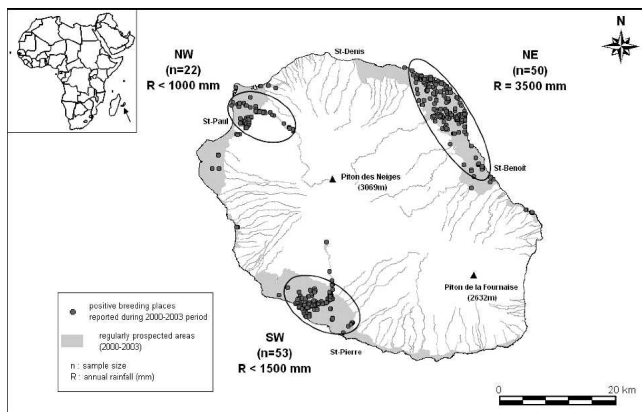 N
NW
(n=22)
R < 1000 mm
St-Denis
NE
(n=50)
R = 3500 mm
St-Paul
St-Benoît
Piton des Neiges
(3069m)
Piton de la Fournaise
(2632m)
positive breeding places
reported during 2000-2003 period
regularly prospected areas
(2000-2003)
n : sample size
R : annual rainfall (mm)
SW
(n=53)
R < 1500 mm
St-Pierre
0
20 km